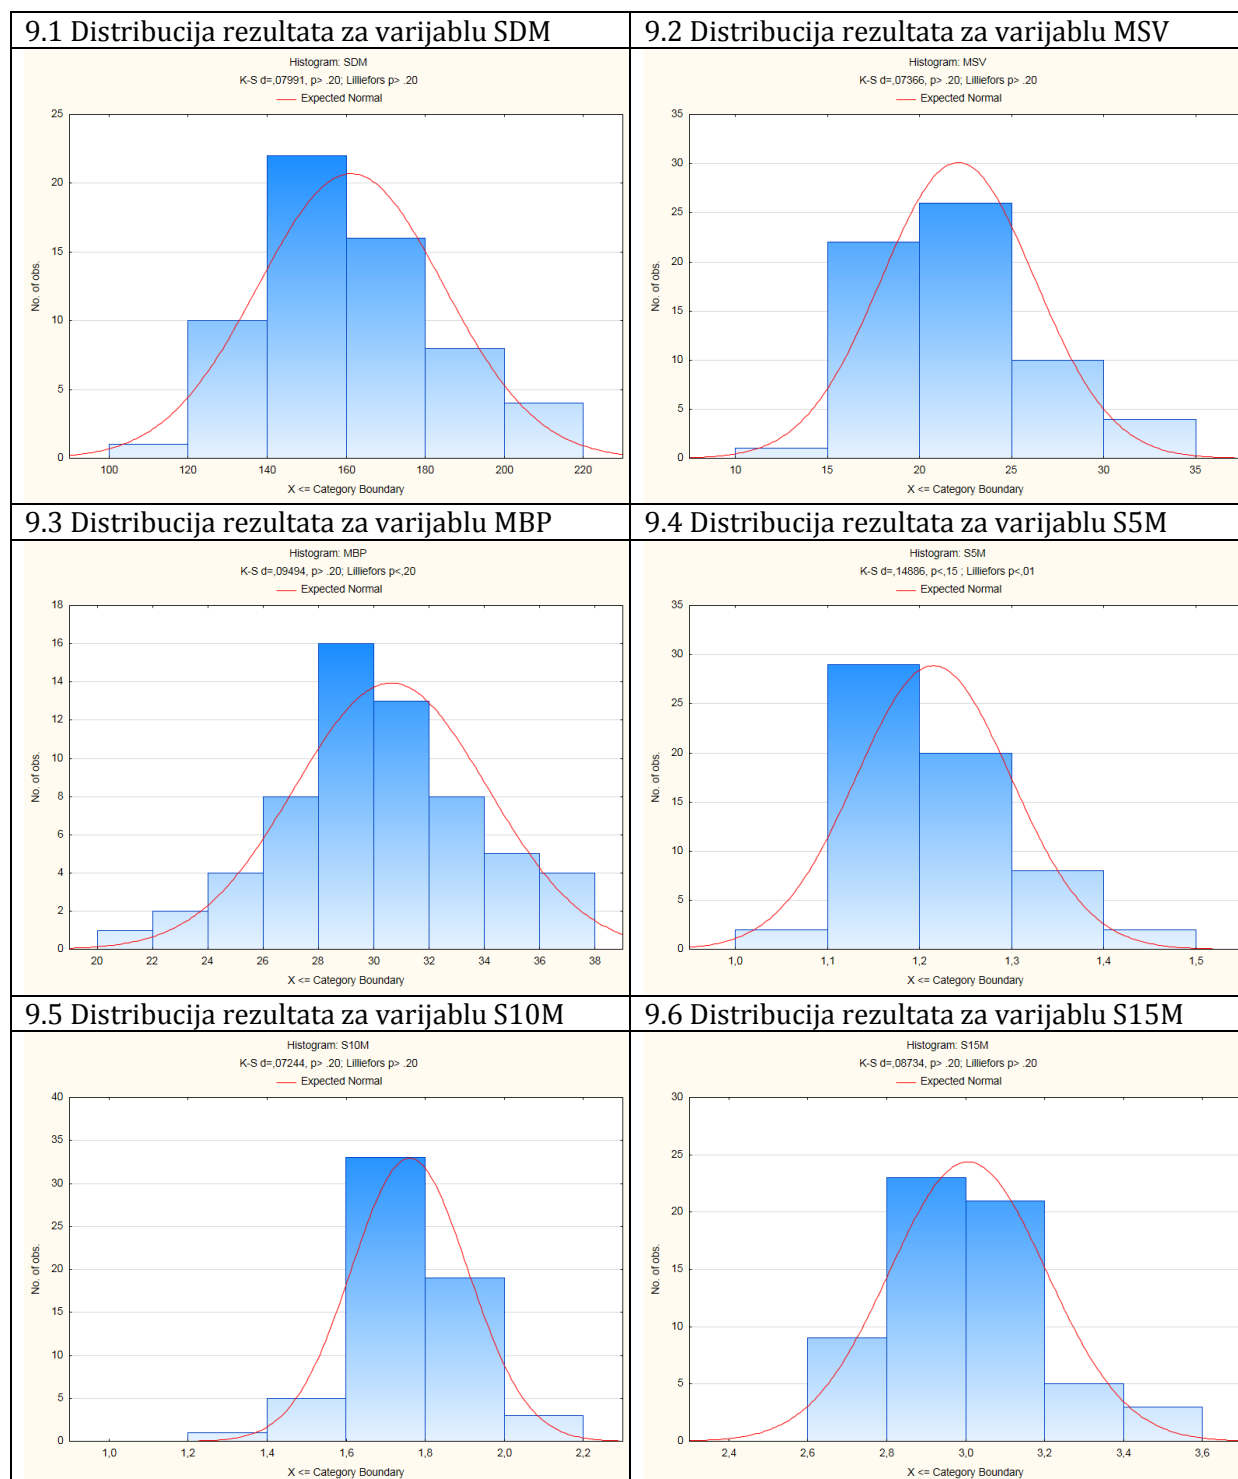 9.1 Distribucija rezultata za varijablu SDM
Histogram: SDM
K-S d=,07991, p> .20; Lilliefors p> .20
Expected Normal
25
20
15
10
5
0
No. of obs.
100 120 140 160 180 200 220
X <= Category Boundary
9.2 Distribucija rezultata za varijablu MSV
Histogram: MSV
K-S d=,07366, p> .20; Lilliefors p> .20
Expected Normal
35
30
25
20
15
10
5
0
No. of obs.
10 15 20 25 30 35
X <= Category Boundary
9.3 Distribucija rezultata za varijablu MBP
Histogram: MBP
K-S d=,09494, p> .20; Lilliefors p<,20
Expected Normal
18
16
14
12
10
8
6
4
2
0
No. of obs.
20 22 24 26 28 30 32 34 36 38
X <= Category Boundary
9.4 Distribucija rezultata za varijablu S5M
Histogram: S5M
K-S d=,14886, p<,15 ; Lilliefors p<,01
Expected Normal
35
30
25
20
15
10
5
0
No. of obs.
1,0 1,1 1,2 1,3 1,4 1,5
X <= Category Boundary
9.5 Distribucija rezultata za varijablu S10M
Histogram: S10M
K-S d=,07244, p> .20; Lilliefors p> .20
Expected Normal
40
35
30
25
20
15
10
5
0
No. of obs.
1,0 1,2 1,4 1,6 1,8 2,0 2,2
X <= Category Boundary
9.6 Distribucija rezultata za varijablu S15M
Histogram: S15M
K-S d=,08734, p> .20; Lilliefors p> .20
Expected Normal
30
25
20
15
10
5
0
No. of obs.
2,4 2,6 2,8 3,0 3,2 3,4 3,6
X <= Category Boundary